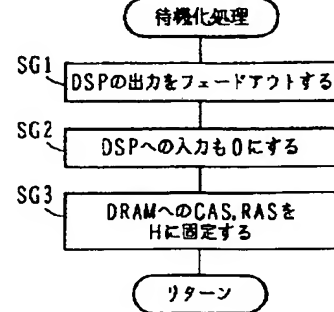 待機化処理
SG1
DSPの出力をフェードアウトする
SG2
DSPへの入力も0にする
SG3
DRAMへのCAS,RASを
Hに固定する
リターン